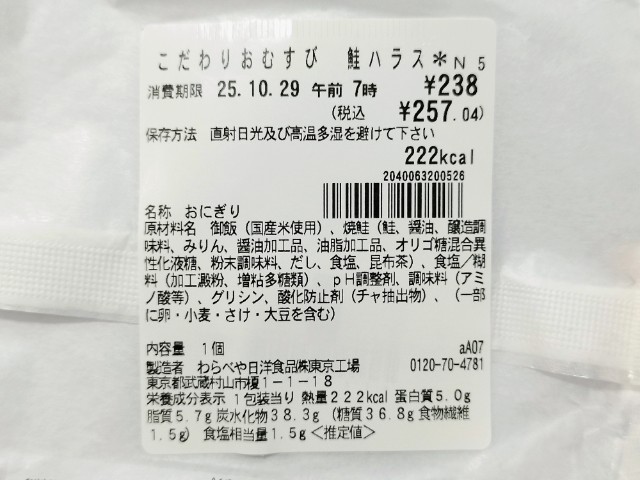 こだわりおむすび 鮭ハラス＊N5
消費期限 25.10.29 午前 7時 ¥238
(税込 ¥257.04)
保存方法 直射日光及び高温多湿を避けて下さい
222kcal
2040063200526
名称 おにぎり
原材料名 御飯（国産米使用）、焼鮭（鮭、醤油、醸造調
味料、みりん、醤油加工品、油脂加工品、オリゴ糖混合異
性化液糖、粉末調味料、だし、食塩、昆布茶）、食塩／糊
料（加工澱粉、増粘多糖類）、pH調整剤、調味料（アミ
ノ酸等）、グリシン、酸化防止剤（チャ抽出物）、（一部
に卵・小麦・さけ・大豆を含む）
内容量 1個 aA07
製造者 わらべや日洋食品㈱東京工場 0120-70-4781
東京都武蔵村山市榎1-1-18
栄養成分表示 1包装当り 熱量222kcal 蛋白質5.0g
脂質5.7g 炭水化物38.3g（糖質36.8g 食物繊維
1.5g） 食塩相当量1.5g＜推定値＞